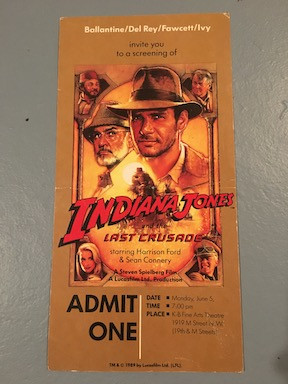 Ballantine/Del Rey/Fawcett/Ivy
invite you
to a screening of
INDIANA JONES
and the
LAST CRUSADE
starring Harrison Ford
& Sean Connery
A Steven Spielberg Film
A Lucasfilm Ltd. Production
ADMIT
ONE
DATE • Monday, June 5,
TIME • 7:00 pm
PLACE • K-B Fine Arts Theatre
1919 M Street N.W.
(19th & M Streets)
TM & © 1989 by Lucasfilm Ltd. (LFL)